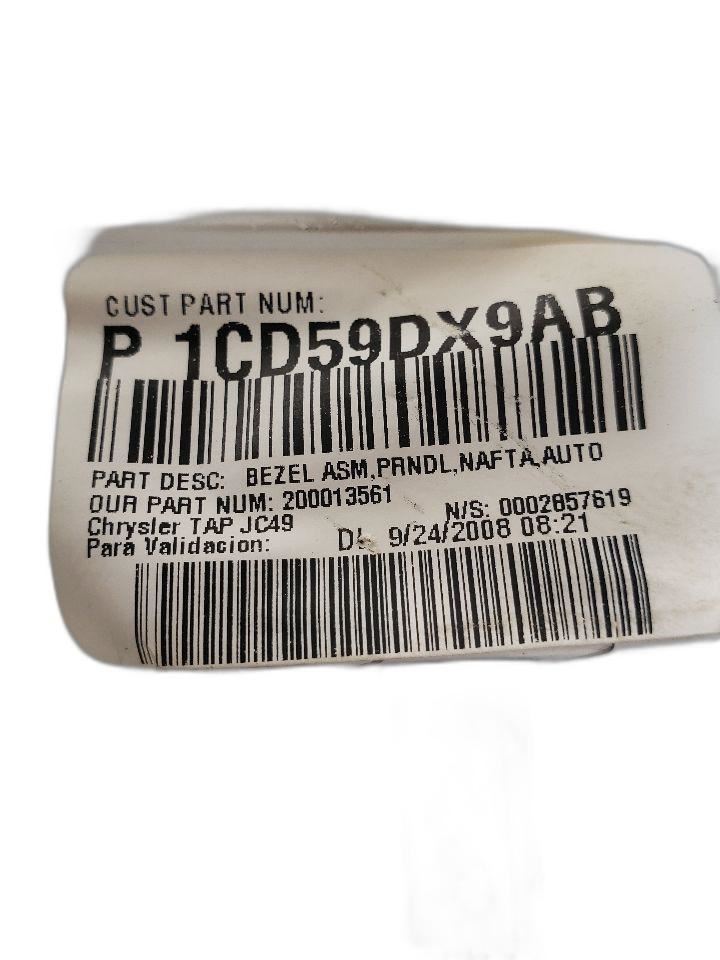 CUST PART NUM:
P 1CD59DX9AB
PART DESC: BEZEL ASM,PRNDL,NAFTA,AUTO
OUR PART NUM: 200013561 N/S: 0002857619
Chrysler TAP JC49
Para Validacion: 9/24/2008 08:21